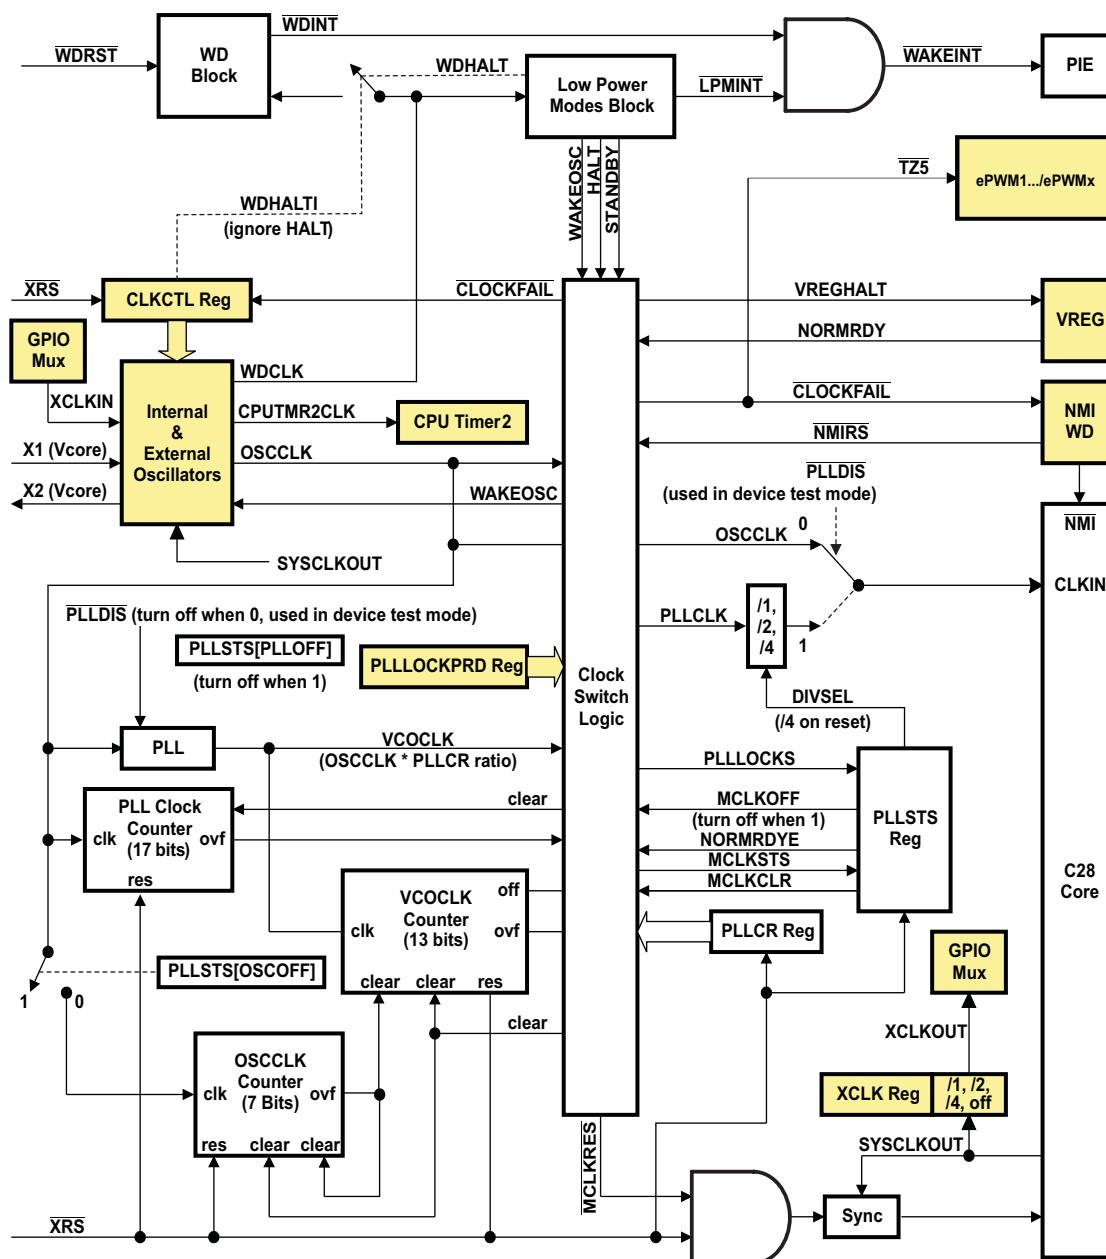 WDRST
WD
Block
WDINT
WDHALT
Low Power
Modes Block
LPMINT
WAKEINT
PIE
WAKEOSC
HALT
STANDBY
TZ5
ePWM1.../ePWMx
WDHALTI
(ignore HALT)
XRS
CLKCTL Reg
CLOCKFAIL
VREGHALT
NORMRDY
VREG
GPIO
Mux
XCLKIN
X1 (Vcore)
X2 (Vcore)
Internal
&
External
Oscillators
WDCLK
CPUTMR2CLK
CPU Timer2
OSCCLK
WAKEOSC
SYSCLKOUT
CLOCKFAIL
NMIRS
NMI
WD
PLLDIS
(used in device test mode)
OSCCLK
0
NMI
CLKIN
PLLDIS (turn off when 0, used in device test mode)
PLLSTS[PLLOFF]
(turn off when 1)
PLLLOCKPRD Reg
Clock
Switch
Logic
PLLCLK
/1,
/2,
/4
1
DIVSEL
(/4 on reset)
PLL
VCOCLK
(OSCCLK * PLLCR ratio)
PLLLOCKS
MCLKOFF
(turn off when 1)
NORMRDYE
MCLKSTS
MCLKCLR
PLLSTS
Reg
C28
Core
PLL Clock
Counter
(17 bits)
clk
ovf
res
clear
VCOCLK
Counter
(13 bits)
clk
off
ovf
clear
clear
res
PLLCR Reg
GPIO
Mux
PLLSTS[OSCOFF]
1
0
clear
XCLKOUT
OSCCLK
Counter
(7 Bits)
clk
ovf
res
clear
clear
XCLK Reg
/1, /2,
/4, off
SYSCLKOUT
MCLKRES
Sync
XRS